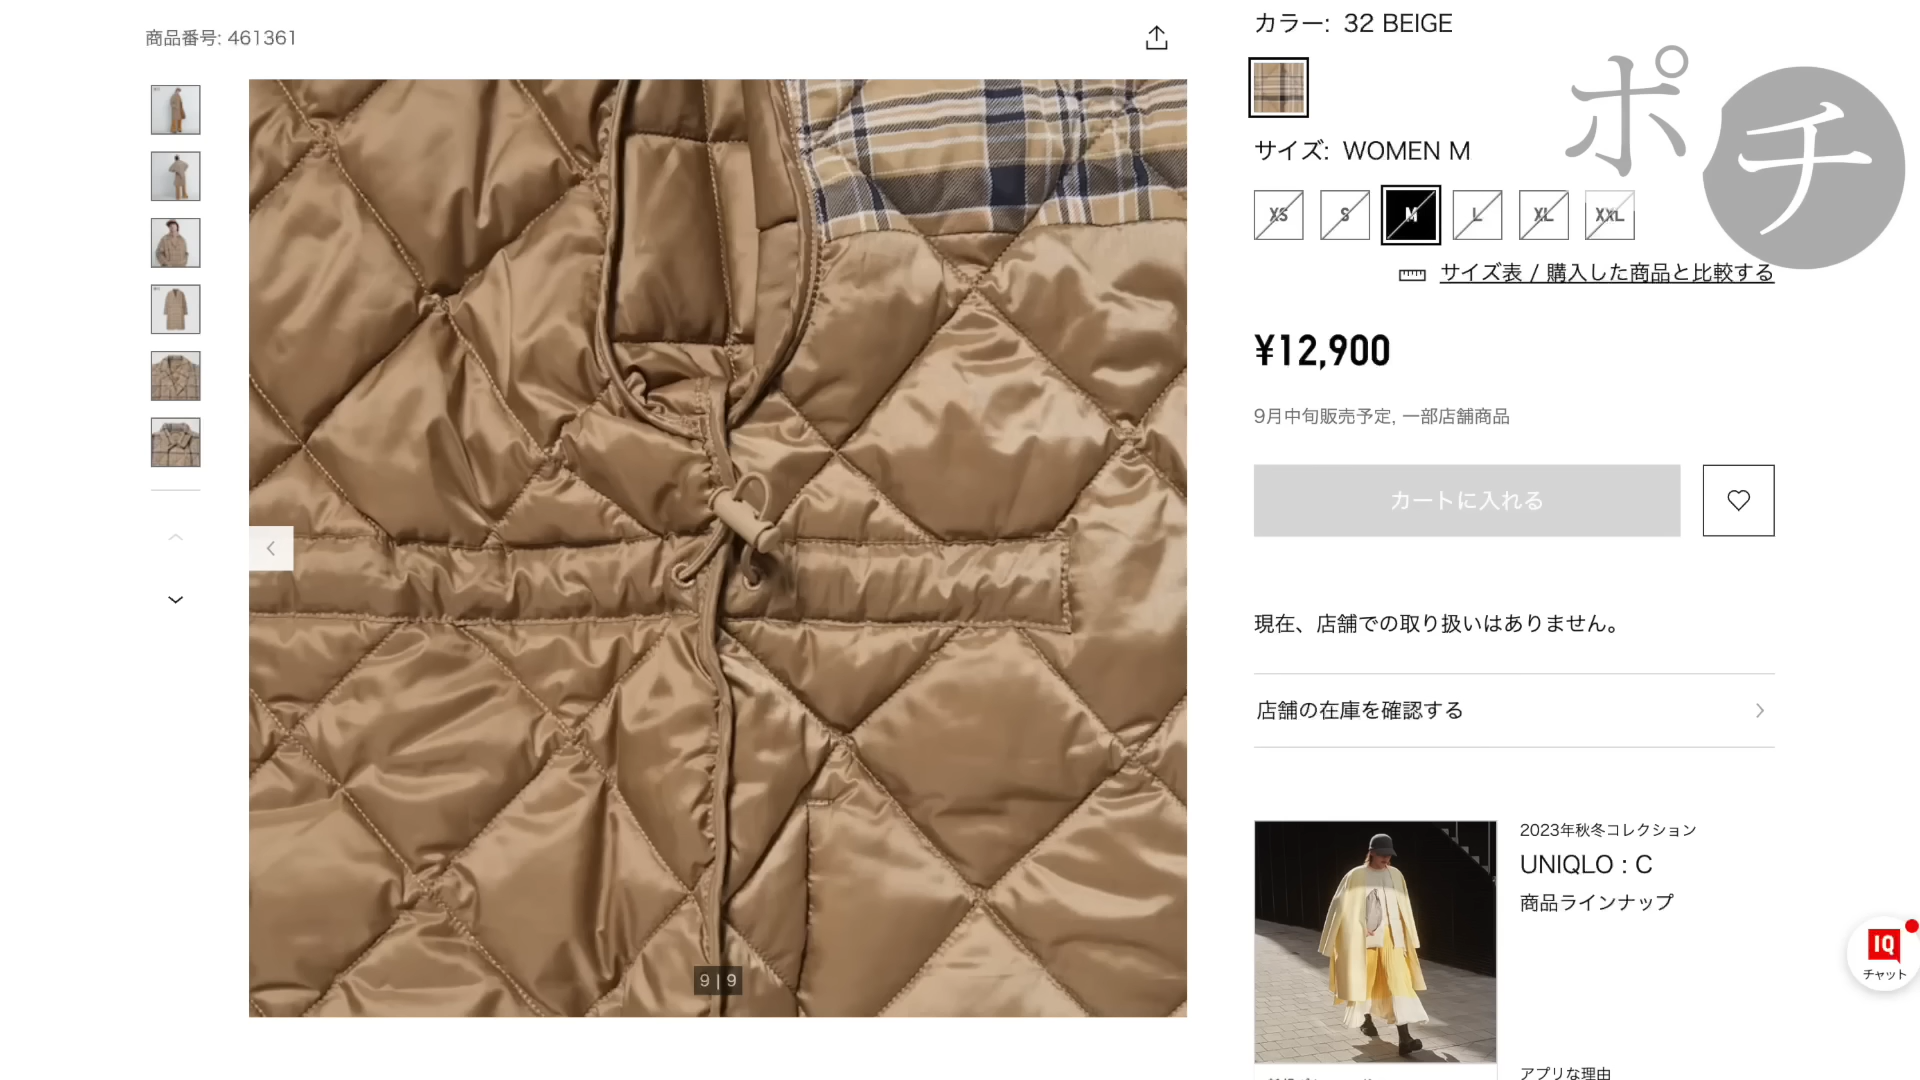 商品番号: 461361
9 | 9
カラー: 32 BEIGE
ポチ
サイズ: WOMEN M
XS S M L XL XXL
サイズ表 / 購入した商品と比較する
¥12,900
9月中旬販売予定, 一部店舗商品
カートに入れる
現在、店舗での取り扱いはありません。
店舗の在庫を確認する
2023年秋冬コレクション
UNIQLO : C
商品ラインナップ
IQ
チャット
アプリな理由